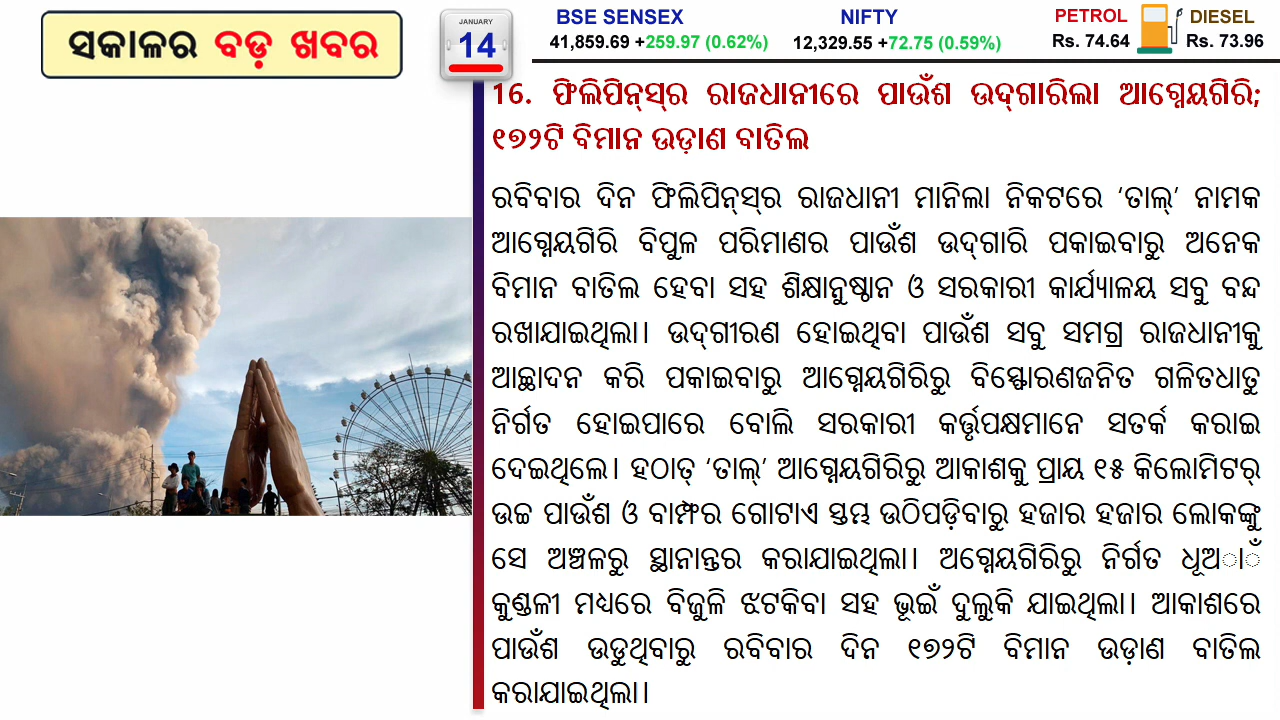 ସକାଳର ବଡ଼ ଖବର
JANUARY
14
BSE SENSEX
41,859.69 +259.97 (0.62%)
NIFTY
12,329.55 +72.75 (0.59%)
PETROL
Rs. 74.64
DIESEL
Rs. 73.96
16. ଫିଲିପିନ୍‌ସ୍‌ର ରାଜଧାନୀରେ ପାଉଁଶ ଉଦ୍‌ଗାରିଲା ଆଗ୍ନେୟଗିରି;
୧୭୨ଟି ବିମାନ ଉଡ଼ାଣ ବାତିଲ
ରବିବାର ଦିନ ଫିଲିପିନ୍‌ସ୍‌ର ରାଜଧାନୀ ମାନିଲା ନିକଟରେ ‘ତାଲ୍’ ନାମକ
ଆଗ୍ନେୟଗିରି ବିପୁଳ ପରିମାଣର ପାଉଁଶ ଉଦ୍‌ଗାରି ପକାଇବାରୁ ଅନେକ
ବିମାନ ବାତିଲ ହେବା ସହ ଶିକ୍ଷାନୁଷ୍ଠାନ ଓ ସରକାରୀ କାର୍ଯ୍ୟାଳୟ ସବୁ ବନ୍ଦ
ରଖାଯାଇଥିଲା। ଉଦ୍‌ଗୀରଣ ହୋଇଥିବା ପାଉଁଶ ସବୁ ସମଗ୍ର ରାଜଧାନୀକୁ
ଆଚ୍ଛାଦନ କରି ପକାଇବାରୁ ଆଗ୍ନେୟଗିରିରୁ ବିସ୍ଫୋରଣଜନିତ ଗଳିତଧାତୁ
ନିର୍ଗତ ହୋଇପାରେ ବୋଲି ସରକାରୀ କର୍ତ୍ତୃପକ୍ଷମାନେ ସତର୍କ କରାଇ
ଦେଇଥିଲେ। ହଠାତ୍ ‘ତାଲ୍’ ଆଗ୍ନେୟଗିରିରୁ ଆକାଶକୁ ପ୍ରାୟ ୧୫ କିଲୋମିଟର୍
ଉଚ୍ଚ ପାଉଁଶ ଓ ବାମ୍ଫର ଗୋଟାଏ ସ୍ତମ୍ଭ ଉଠିପଡ଼ିବାରୁ ହଜାର ହଜାର ଲୋକଙ୍କୁ
ସେ ଅଞ୍ଚଳରୁ ସ୍ଥାନାନ୍ତର କରାଯାଇଥିଲା। ଅଗ୍ନେୟଗିରିରୁ ନିର୍ଗତ ଧୂଅାଁ
କୁଣ୍ଡଳୀ ମଧ୍ୟରେ ବିଜୁଳି ଝଟକିବା ସହ ଭୂଇଁ ଦୁଲୁକି ଯାଇଥିଲା। ଆକାଶରେ
ପାଉଁଶ ଉଡୁଥିବାରୁ ରବିବାର ଦିନ ୧୭୨ଟି ବିମାନ ଉଡ଼ାଣ ବାତିଲ
କରାଯାଇଥିଲା।